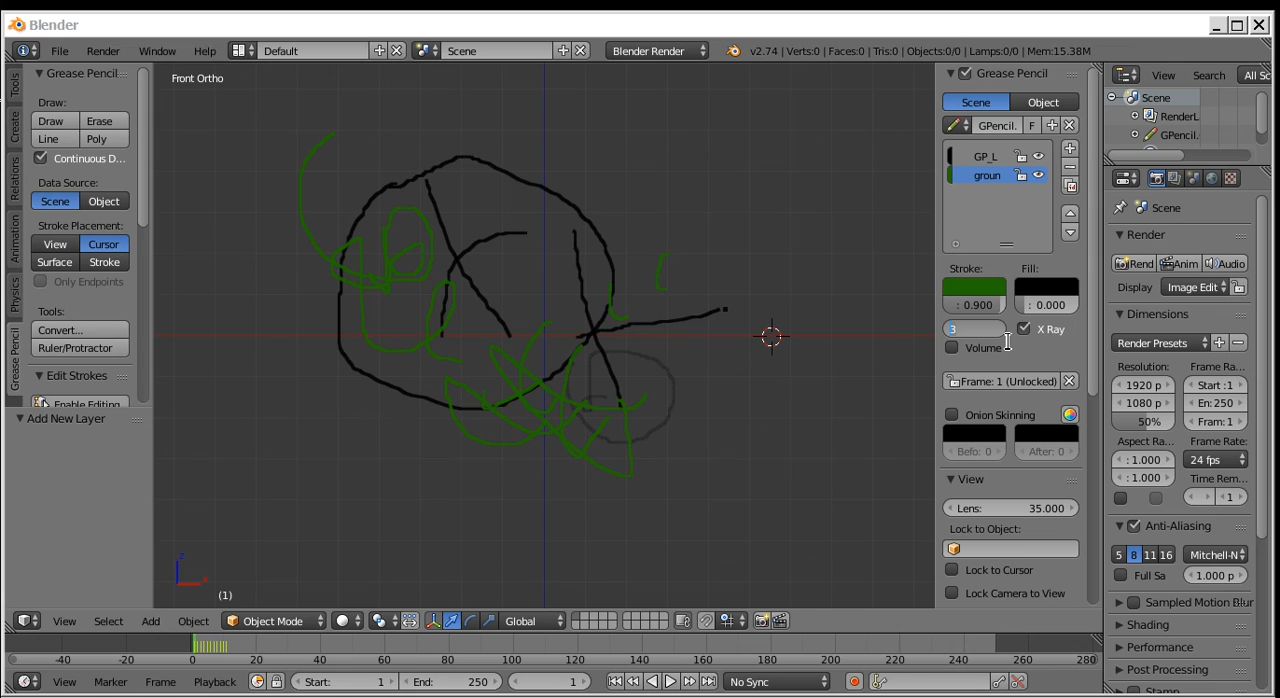 Blender
File Render Window Help Default Scene Blender Render v2.74 | Verts:0 | Faces:0 | Tris:0 | Objects:0/0 | Lamps:0/0 | Mem:15.38M
Tools
Create
Relations
Animation
Physics
Grease Pencil
Grease Pencil
Draw:
Draw Erase
Line Poly
Continuous D...
Data Source:
Scene Object
Stroke Placement:
View Cursor
Surface Stroke
Only Endpoints
Tools:
Convert...
Ruler/Protractor
Edit Strokes
Enable Editing
Add New Layer
Front Ortho
z
x
(1)
Grease Pencil
Scene Object
GPencil. F
GP_L
groun
Stroke: Fill:
: 0.900 : 0.000
3 X Ray
Volume
Frame: 1 (Unlocked)
Onion Skinning
Befo: 0 After: 0
View
Lens: 35.000
Lock to Object:
Lock to Cursor
Lock Camera to View
View Search All Sc
Scene
RenderL
GPencil.
Scene
Render
Rend Anim Audio
Display Image Edit
Dimensions
Render Presets
Resolution: Frame Ra...
1920 p Start :1
1080 p En: 250
50% Fram: 1
Aspect Ra... Frame Rate:
: 1.000 24 fps
: 1.000 Time Rem...
1
Anti-Aliasing
5 8 11 16 Mitchell-N
Full Sa 1.000 p
Sampled Motion Blur
Shading
Performance
Post Processing
Stamp
View Select Add Object Object Mode Global
-40 -20 0 20 40 60 80 100 120 140 160 180 200 220 240 260 280
View Marker Frame Playback Start: 1 End: 250 1 No Sync